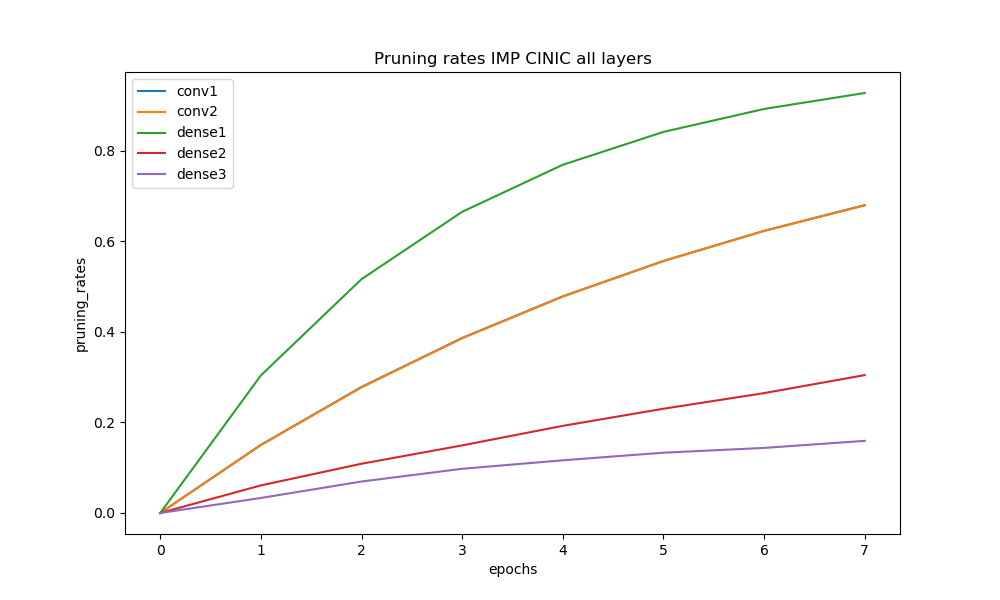 Pruning rates IMP CINIC all layers
conv1
conv2
dense1
dense2
dense3
pruning_rates
0.8
0.6
0.4
0.2
0.0
0 1 2 3 4 5 6 7
epochs